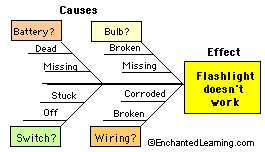 Causes
Battery?
Bulb?
Effect
Dead
Broken
Missing
Missing
Flashlight
doesn't
work
Stuck
Corroded
Off
Broken
Switch?
Wiring?
©EnchantedLearning.com